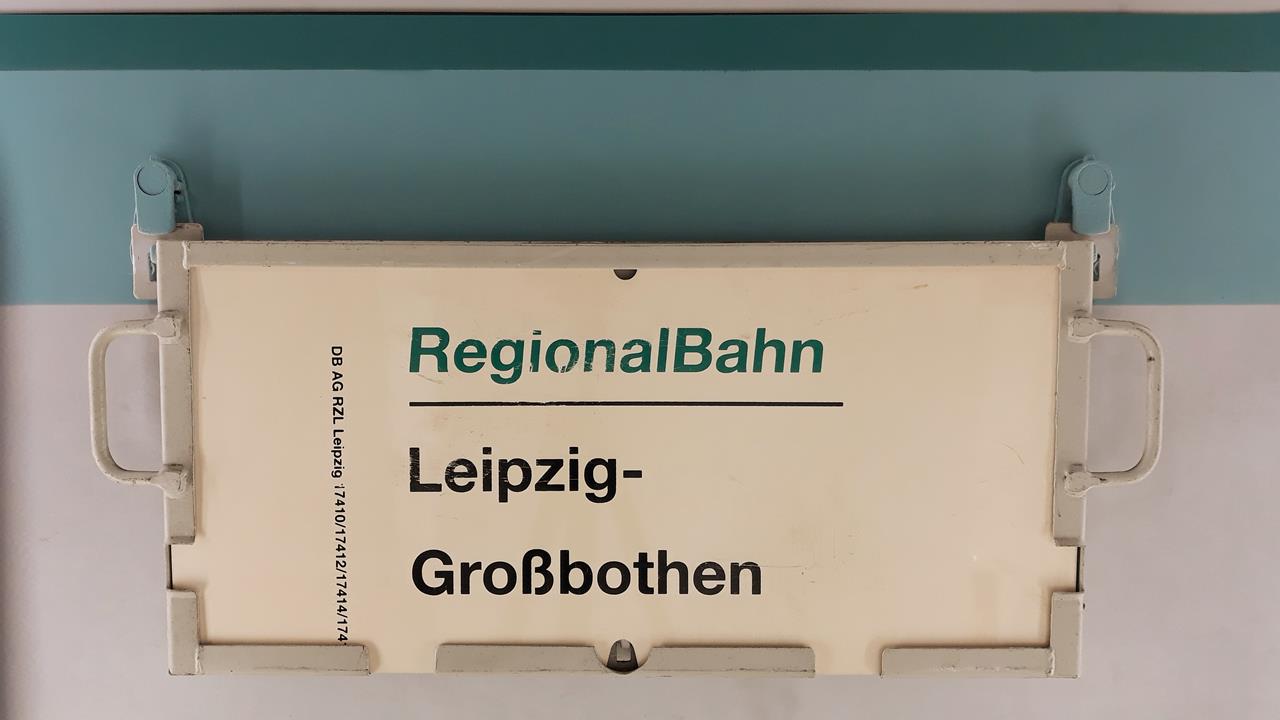 RegionalBahn
Leipzig-
Großbothen
DB AG RZL Leipzig 17410/17412/17414/174